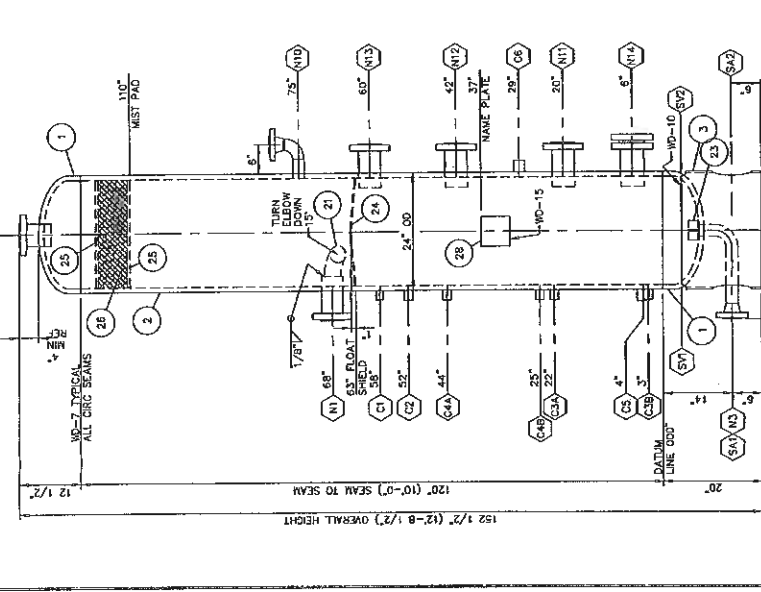 1
110"
MIST PAD
25
25
26
2
4"
MIN
REF
WD-7 TYPICAL
ALL CIRC SEAMS
12 1/2"
75"
N10
6"
60"
N13
TURN
ELBOW
DOWN
15°
21
24
1/8"
N1
68"
63" FLOAT
SHIELD
1"
C1
58"
C2
52"
C4A
44"
24" OD
42"
N12
37"
NAME PLATE
29"
C6
20"
N11
6"
N14
28
WD-15
C4B
25"
C3A
22"
C5
4"
C3B
3"
DATUM
LINE 000"
SV1
SV2
WD-10
3
23
1
SA2
6"
14"
6"
SA1
N3
20"
120" (10'-0") SEAM TO SEAM
152 1/2" (12'-8 1/2") OVERALL HEIGHT